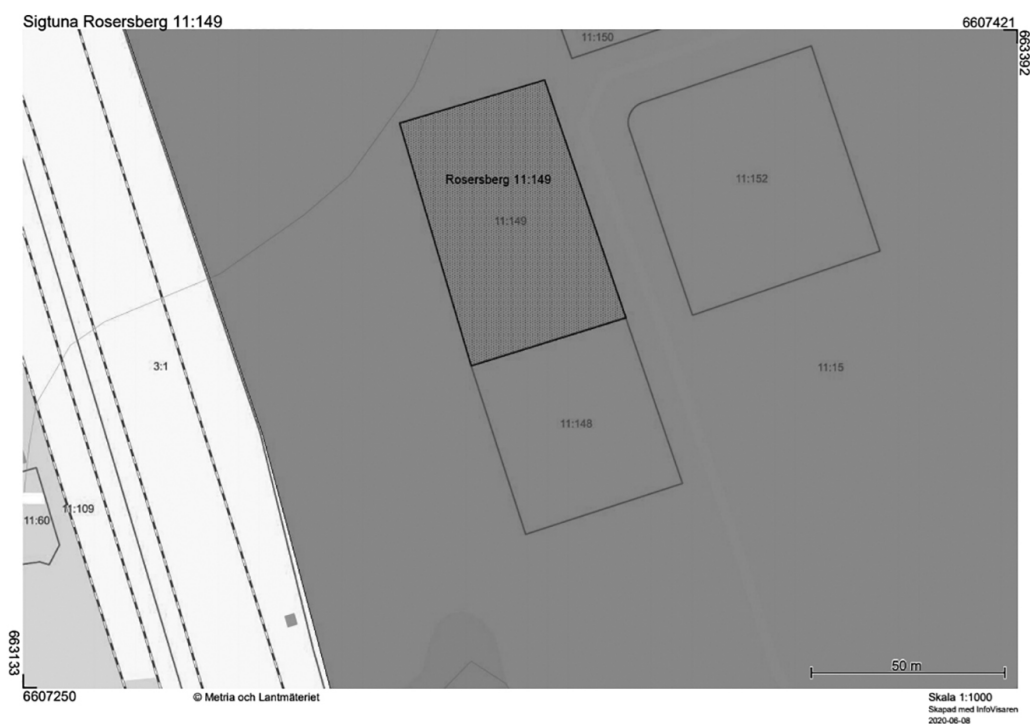 Sigtuna Rosersberg 11:149
6607421
663392
11:150
Rosersberg 11:149
11:149
11:152
3:1
11:15
11:148
11:109
11:60
663133
6607250
© Metria och Lantmäteriet
50 m
Skala 1:1000
Skapad med InfoVisaren
2020-06-08